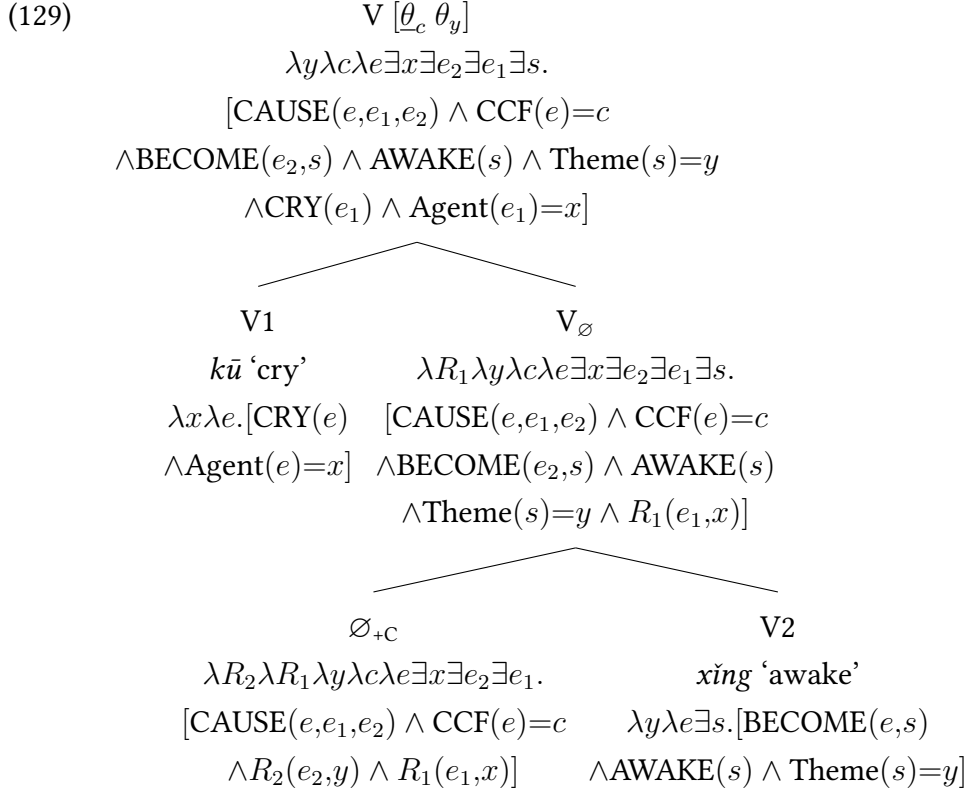 (129) V [θ̲_c θ_y]
λyλcλe∃x∃e₂∃e₁∃s.
[CAUSE(e,e₁,e₂) ∧ CCF(e)=c
∧BECOME(e₂,s) ∧ AWAKE(s) ∧ Theme(s)=y
∧CRY(e₁) ∧ Agent(e₁)=x]
V1 V_∅
kū ‘cry’ λR₁λyλcλe∃x∃e₂∃e₁∃s.
λxλe.[CRY(e) [CAUSE(e,e₁,e₂) ∧ CCF(e)=c
∧Agent(e)=x] ∧BECOME(e₂,s) ∧ AWAKE(s)
∧Theme(s)=y ∧ R₁(e₁,x)]
∅_{+C} V2
λR₂λR₁λyλcλe∃x∃e₂∃e₁. xǐng ‘awake’
[CAUSE(e,e₁,e₂) ∧ CCF(e)=c λyλe∃s.[BECOME(e,s)
∧R₂(e₂,y) ∧ R₁(e₁,x)] ∧AWAKE(s) ∧ Theme(s)=y]